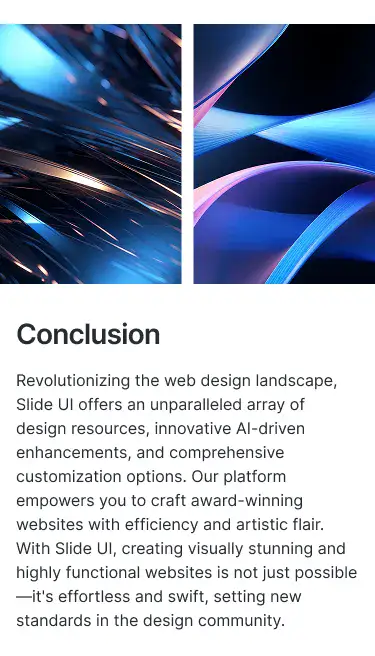 Conclusion
Revolutionizing the web design landscape,
Slide UI offers an unparalleled array of
design resources, innovative AI-driven
enhancements, and comprehensive
customization options. Our platform
empowers you to craft award-winning
websites with efficiency and artistic flair.
With Slide UI, creating visually stunning and
highly functional websites is not just possible
—it's effortless and swift, setting new
standards in the design community.